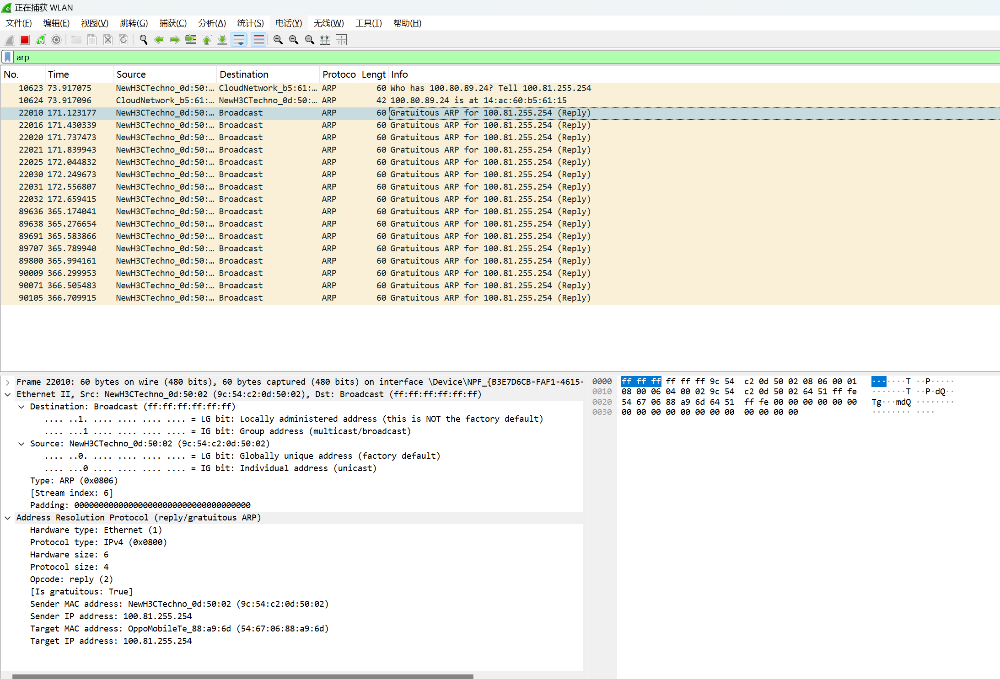 正在捕获 WLAN
文件(F) 编辑(E) 视图(V) 跳转(G) 捕获(C) 分析(A) 统计(S) 电话(Y) 无线(W) 工具(T) 帮助(H)
arp
No. Time Source Destination Protoco Lengt Info
10623 73.917075 NewH3CTechno_0d:50:… CloudNetwork_b5:61:… ARP 60 Who has 100.80.89.24? Tell 100.81.255.254
10624 73.917096 CloudNetwork_b5:61:… NewH3CTechno_0d:50:… ARP 42 100.80.89.24 is at 14:ac:60:b5:61:15
22010 171.123177 NewH3CTechno_0d:50:… Broadcast ARP 60 Gratuitous ARP for 100.81.255.254 (Reply)
22016 171.430339 NewH3CTechno_0d:50:… Broadcast ARP 60 Gratuitous ARP for 100.81.255.254 (Reply)
22020 171.737473 NewH3CTechno_0d:50:… Broadcast ARP 60 Gratuitous ARP for 100.81.255.254 (Reply)
22021 171.839943 NewH3CTechno_0d:50:… Broadcast ARP 60 Gratuitous ARP for 100.81.255.254 (Reply)
22025 172.044832 NewH3CTechno_0d:50:… Broadcast ARP 60 Gratuitous ARP for 100.81.255.254 (Reply)
22030 172.249673 NewH3CTechno_0d:50:… Broadcast ARP 60 Gratuitous ARP for 100.81.255.254 (Reply)
22031 172.556807 NewH3CTechno_0d:50:… Broadcast ARP 60 Gratuitous ARP for 100.81.255.254 (Reply)
22032 172.659415 NewH3CTechno_0d:50:… Broadcast ARP 60 Gratuitous ARP for 100.81.255.254 (Reply)
89636 365.174041 NewH3CTechno_0d:50:… Broadcast ARP 60 Gratuitous ARP for 100.81.255.254 (Reply)
89638 365.276654 NewH3CTechno_0d:50:… Broadcast ARP 60 Gratuitous ARP for 100.81.255.254 (Reply)
89691 365.583866 NewH3CTechno_0d:50:… Broadcast ARP 60 Gratuitous ARP for 100.81.255.254 (Reply)
89707 365.789940 NewH3CTechno_0d:50:… Broadcast ARP 60 Gratuitous ARP for 100.81.255.254 (Reply)
89800 365.994161 NewH3CTechno_0d:50:… Broadcast ARP 60 Gratuitous ARP for 100.81.255.254 (Reply)
90009 366.299953 NewH3CTechno_0d:50:… Broadcast ARP 60 Gratuitous ARP for 100.81.255.254 (Reply)
90071 366.505483 NewH3CTechno_0d:50:… Broadcast ARP 60 Gratuitous ARP for 100.81.255.254 (Reply)
90105 366.709915 NewH3CTechno_0d:50:… Broadcast ARP 60 Gratuitous ARP for 100.81.255.254 (Reply)
Frame 22010: 60 bytes on wire (480 bits), 60 bytes captured (480 bits) on interface \Device\NPF_{B3E7D6CB-FAF1-4615-
Ethernet II, Src: NewH3CTechno_0d:50:02 (9c:54:c2:0d:50:02), Dst: Broadcast (ff:ff:ff:ff:ff:ff)
Destination: Broadcast (ff:ff:ff:ff:ff:ff)
.... ..1. .... .... .... .... = LG bit: Locally administered address (this is NOT the factory default)
.... ...1 .... .... .... .... = IG bit: Group address (multicast/broadcast)
Source: NewH3CTechno_0d:50:02 (9c:54:c2:0d:50:02)
.... ..0. .... .... .... .... = LG bit: Globally unique address (factory default)
.... ...0 .... .... .... .... = IG bit: Individual address (unicast)
Type: ARP (0x0806)
[Stream index: 6]
Padding: 000000000000000000000000000000000000
Address Resolution Protocol (reply/gratuitous ARP)
Hardware type: Ethernet (1)
Protocol type: IPv4 (0x0800)
Hardware size: 6
Protocol size: 4
Opcode: reply (2)
[Is gratuitous: True]
Sender MAC address: NewH3CTechno_0d:50:02 (9c:54:c2:0d:50:02)
Sender IP address: 100.81.255.254
Target MAC address: OppoMobileTe_88:a9:6d (54:67:06:88:a9:6d)
Target IP address: 100.81.255.254
0000 ff ff ff ff ff ff 9c 54 c2 0d 50 02 08 06 00 01 ·······T ··P·····
0010 08 00 06 04 00 02 9c 54 c2 0d 50 02 64 51 ff fe ·······T ··P·dQ··
0020 54 67 06 88 a9 6d 64 51 ff fe 00 00 00 00 00 00 Tg···mdQ ········
0030 00 00 00 00 00 00 00 00 00 00 00 00 ········ ····